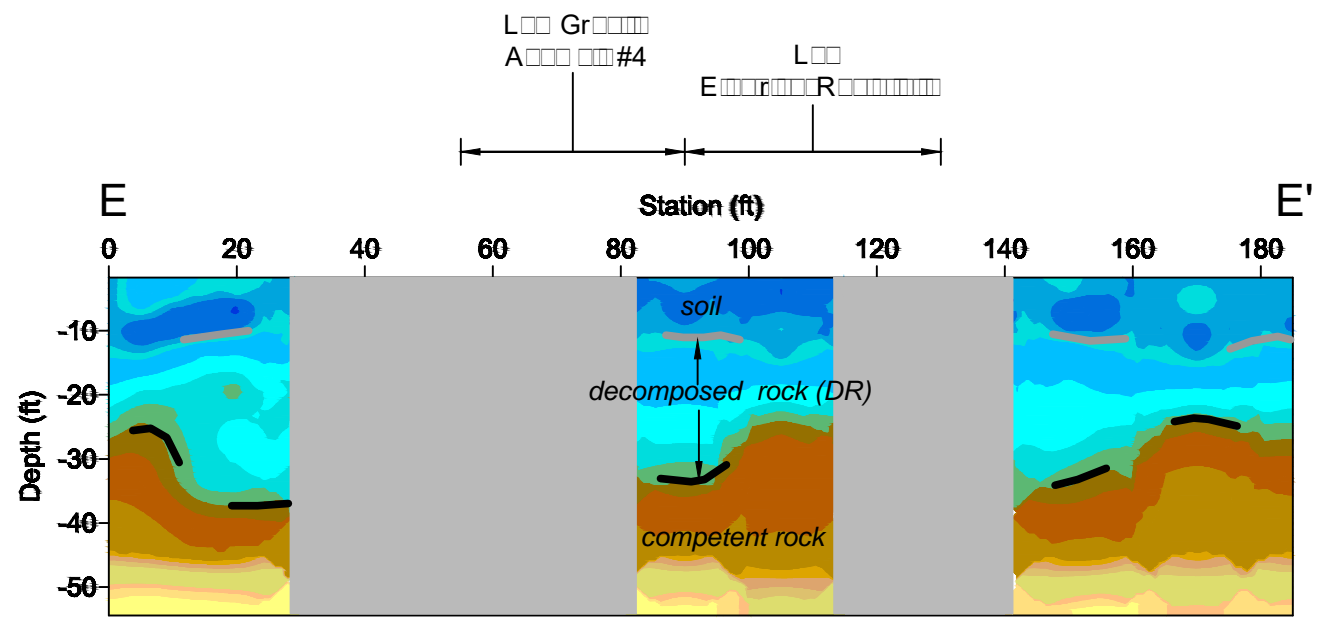 #4
E
Station (ft)
E'
0 20 40 60 80 100 120 140 160 180
soil
-10
decomposed rock (DR)
-20
-30
Depth (ft)
competent rock
-40
-50